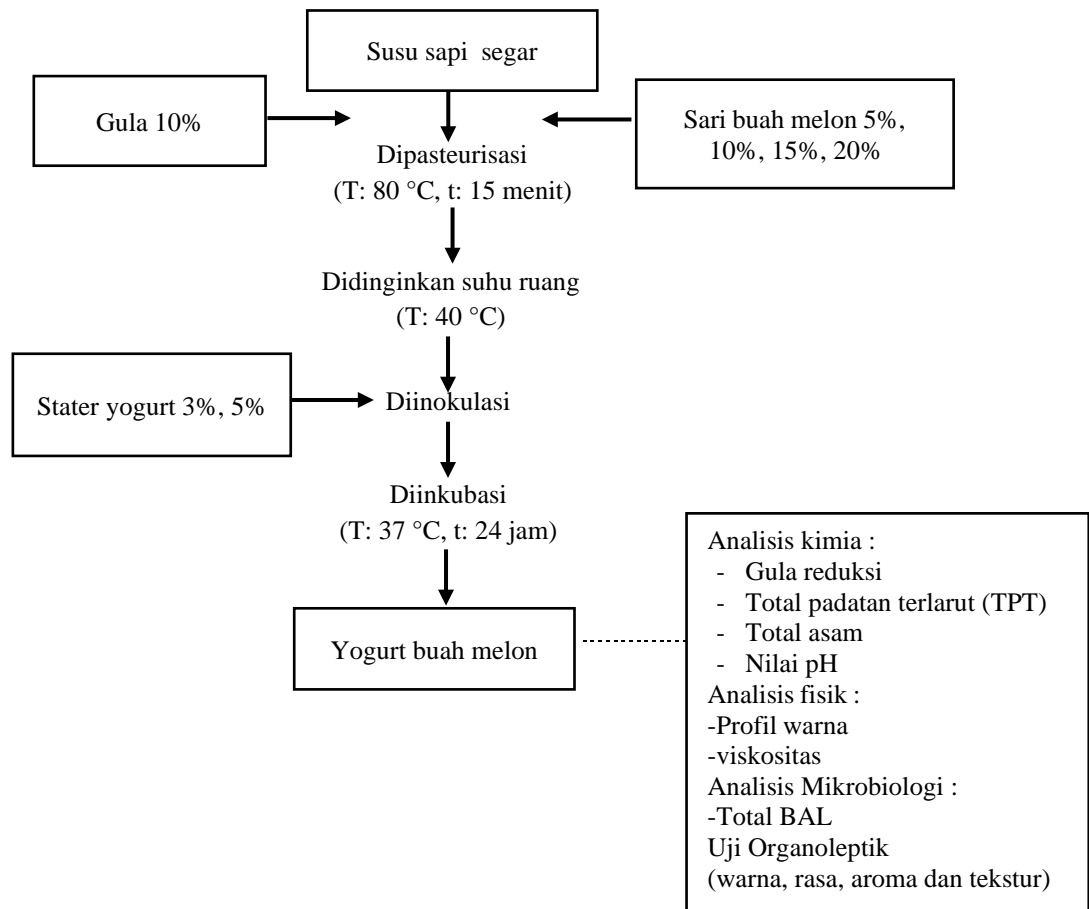 Susu sapi segar
Gula 10%
Sari buah melon 5%,
10%, 15%, 20%
Dipasteurisasi
(T: 80 °C, t: 15 menit)
Didinginkan suhu ruang
(T: 40 °C)
Stater yogurt 3%, 5%
Diinokulasi
Diinkubasi
(T: 37 °C, t: 24 jam)
Yogurt buah melon
Analisis kimia :
- Gula reduksi
- Total padatan terlarut (TPT)
- Total asam
- Nilai pH
Analisis fisik :
-Profil warna
-viskositas
Analisis Mikrobiologi :
-Total BAL
Uji Organoleptik
(warna, rasa, aroma dan tekstur)